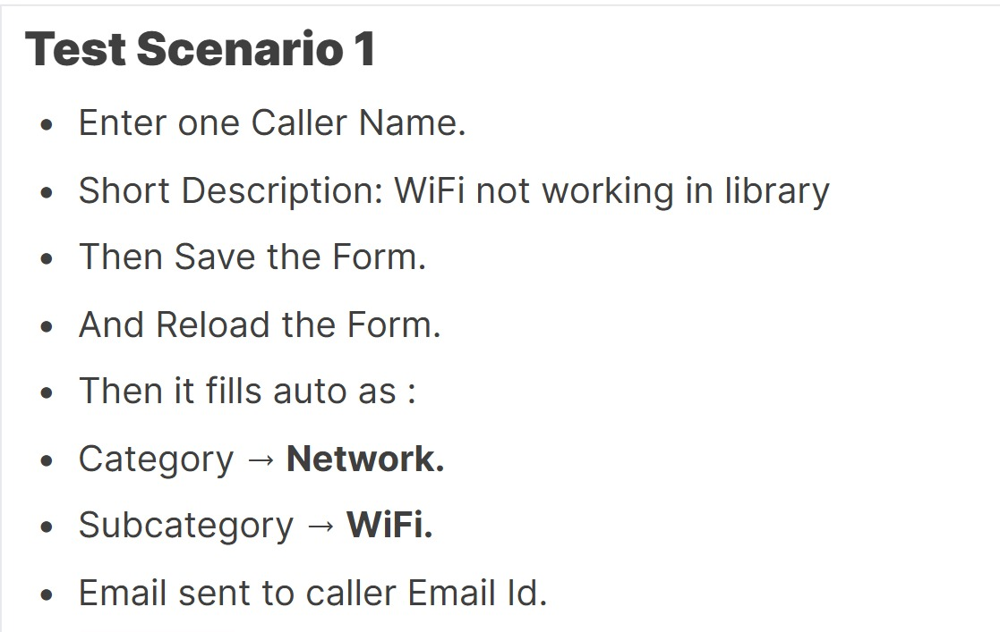 Test Scenario 1
• Enter one Caller Name.
• Short Description: WiFi not working in library
• Then Save the Form.
• And Reload the Form.
• Then it fills auto as :
• Category → Network.
• Subcategory → WiFi.
• Email sent to caller Email Id.